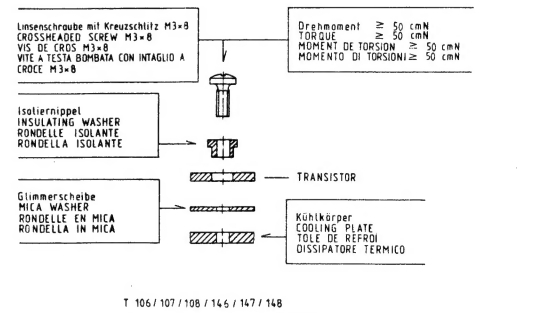 Linsenschraube mit Kreuzschlitz M3×8
CROSSHEADED SCREW M3×8
VIS DE CROS M3×8
VITE A TESTA BOMBATA CON INTAGLIO A
CROCE M3×8
Drehmoment ≥ 50 cmN
TORQUE ≥ 50 cmN
MOMENT DE TORSION ≥ 50 cmN
MOMENTO DI TORSIONI ≥ 50 cmN
Isoliernippel
INSULATING WASHER
RONDELLE ISOLANTE
RONDELLA ISOLANTE
TRANSISTOR
Glimmerscheibe
MICA WASHER
RONDELLE EN MICA
RONDELLA IN MICA
Kühlkörper
COOLING PLATE
TOLE DE REFROI
DISSIPATORE TERMICO
T 106 / 107 / 108 / 146 / 147 / 148